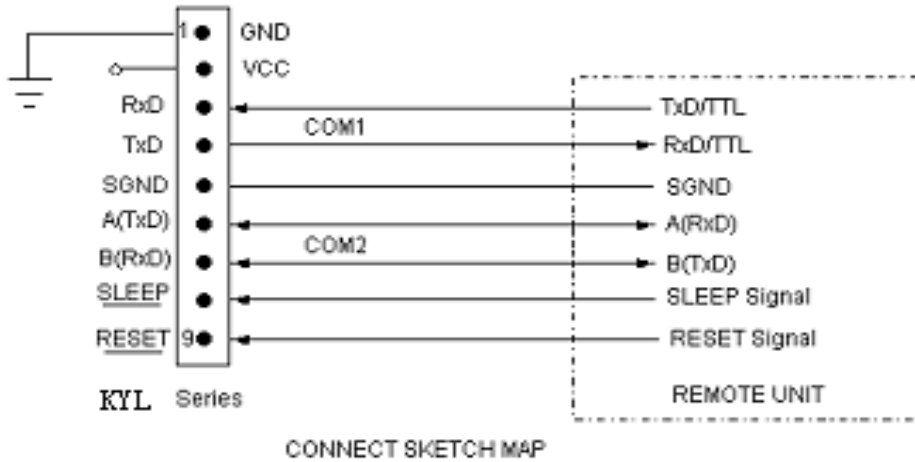 1 GND
VCC
RxD TxD/TTL
COM1
TxD RxD/TTL
SGND SGND
A(TxD) A(RxD)
COM2
B(RxD) B(TxD)
SLEEP SLEEP Signal
RESET 9 RESET Signal
KYL Series REMOTE UNIT
CONNECT SKETCH MAP